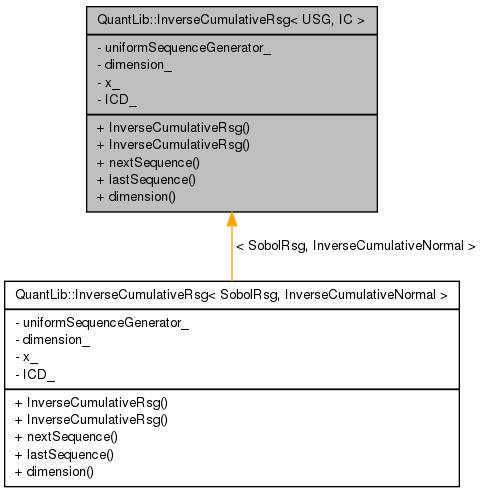 QuantLib::InverseCumulativeRsg< USG, IC >
- uniformSequenceGenerator_
- dimension_
- x_
- ICD_
+ InverseCumulativeRsg()
+ InverseCumulativeRsg()
+ nextSequence()
+ lastSequence()
+ dimension()
< SobolRsg, InverseCumulativeNormal >
QuantLib::InverseCumulativeRsg< SobolRsg, InverseCumulativeNormal >
- uniformSequenceGenerator_
- dimension_
- x_
- ICD_
+ InverseCumulativeRsg()
+ InverseCumulativeRsg()
+ nextSequence()
+ lastSequence()
+ dimension()